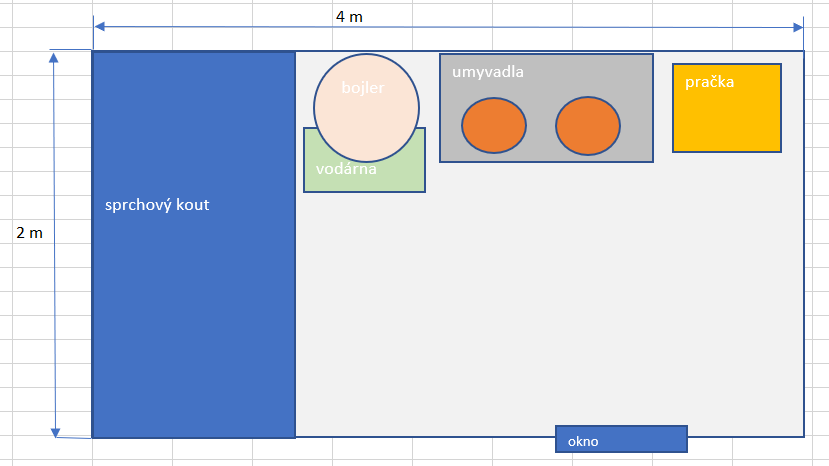 4 m
bojler
umyvadla
pračka
vodárna
sprchový kout
2 m
okno